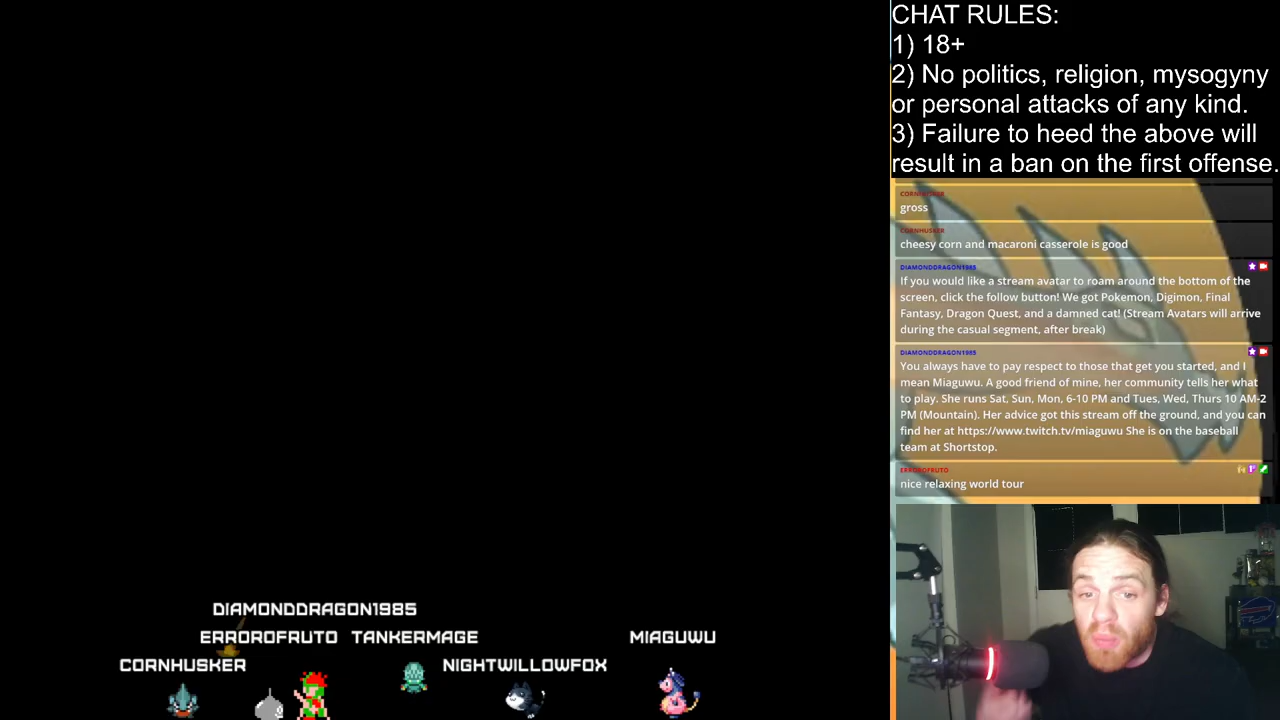 CHAT RULES:
1) 18+
2) No politics, religion, mysogyny
or personal attacks of any kind.
3) Failure to heed the above will
result in a ban on the first offense.
CORNHUSKER
gross
CORNHUSKER
cheesy corn and macaroni casserole is good
DIAMONDDRAGON1985
If you would like a stream avatar to roam around the bottom of the
screen, click the follow button! We got Pokemon, Digimon, Final
Fantasy, Dragon Quest, and a damned cat! (Stream Avatars will arrive
during the casual segment, after break)
DIAMONDDRAGON1985
You always have to pay respect to those that get you started, and I
mean Miaguwu. A good friend of mine, her community tells her what
to play. She runs Sat, Sun, Mon, 6-10 PM and Tues, Wed, Thurs 10 AM-2
PM (Mountain). Her advice got this stream off the ground, and you can
find her at https://www.twitch.tv/miaguwu She is on the baseball
team at Shortstop.
ERROROFRUTO
nice relaxing world tour
DIAMONDDRAGON1985
ERROROFRUTO TANKERMAGE MIAGUWU
CORNHUSKER NIGHTWILLOWFOX